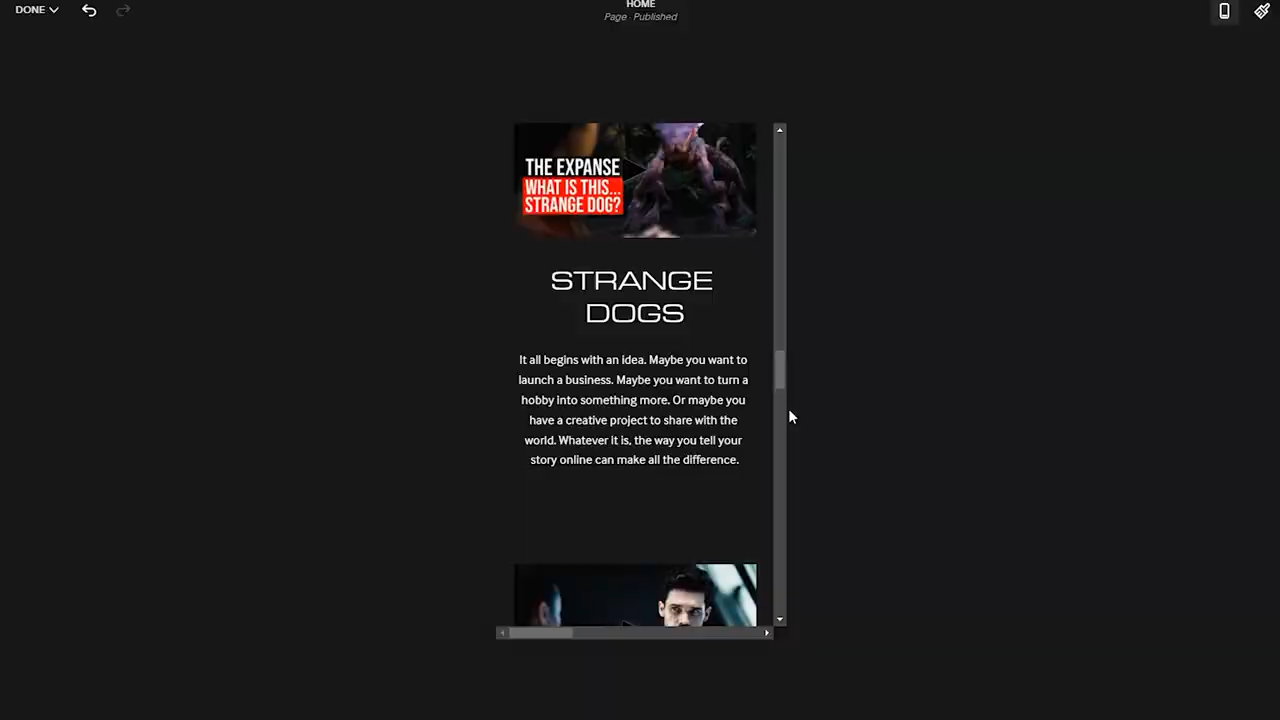 DONE
HOME
Page · Published
THE EXPANSE
WHAT IS THIS...
STRANGE DOG?
STRANGE
DOGS
It all begins with an idea. Maybe you want to
launch a business. Maybe you want to turn a
hobby into something more. Or maybe you
have a creative project to share with the
world. Whatever it is, the way you tell your
story online can make all the difference.